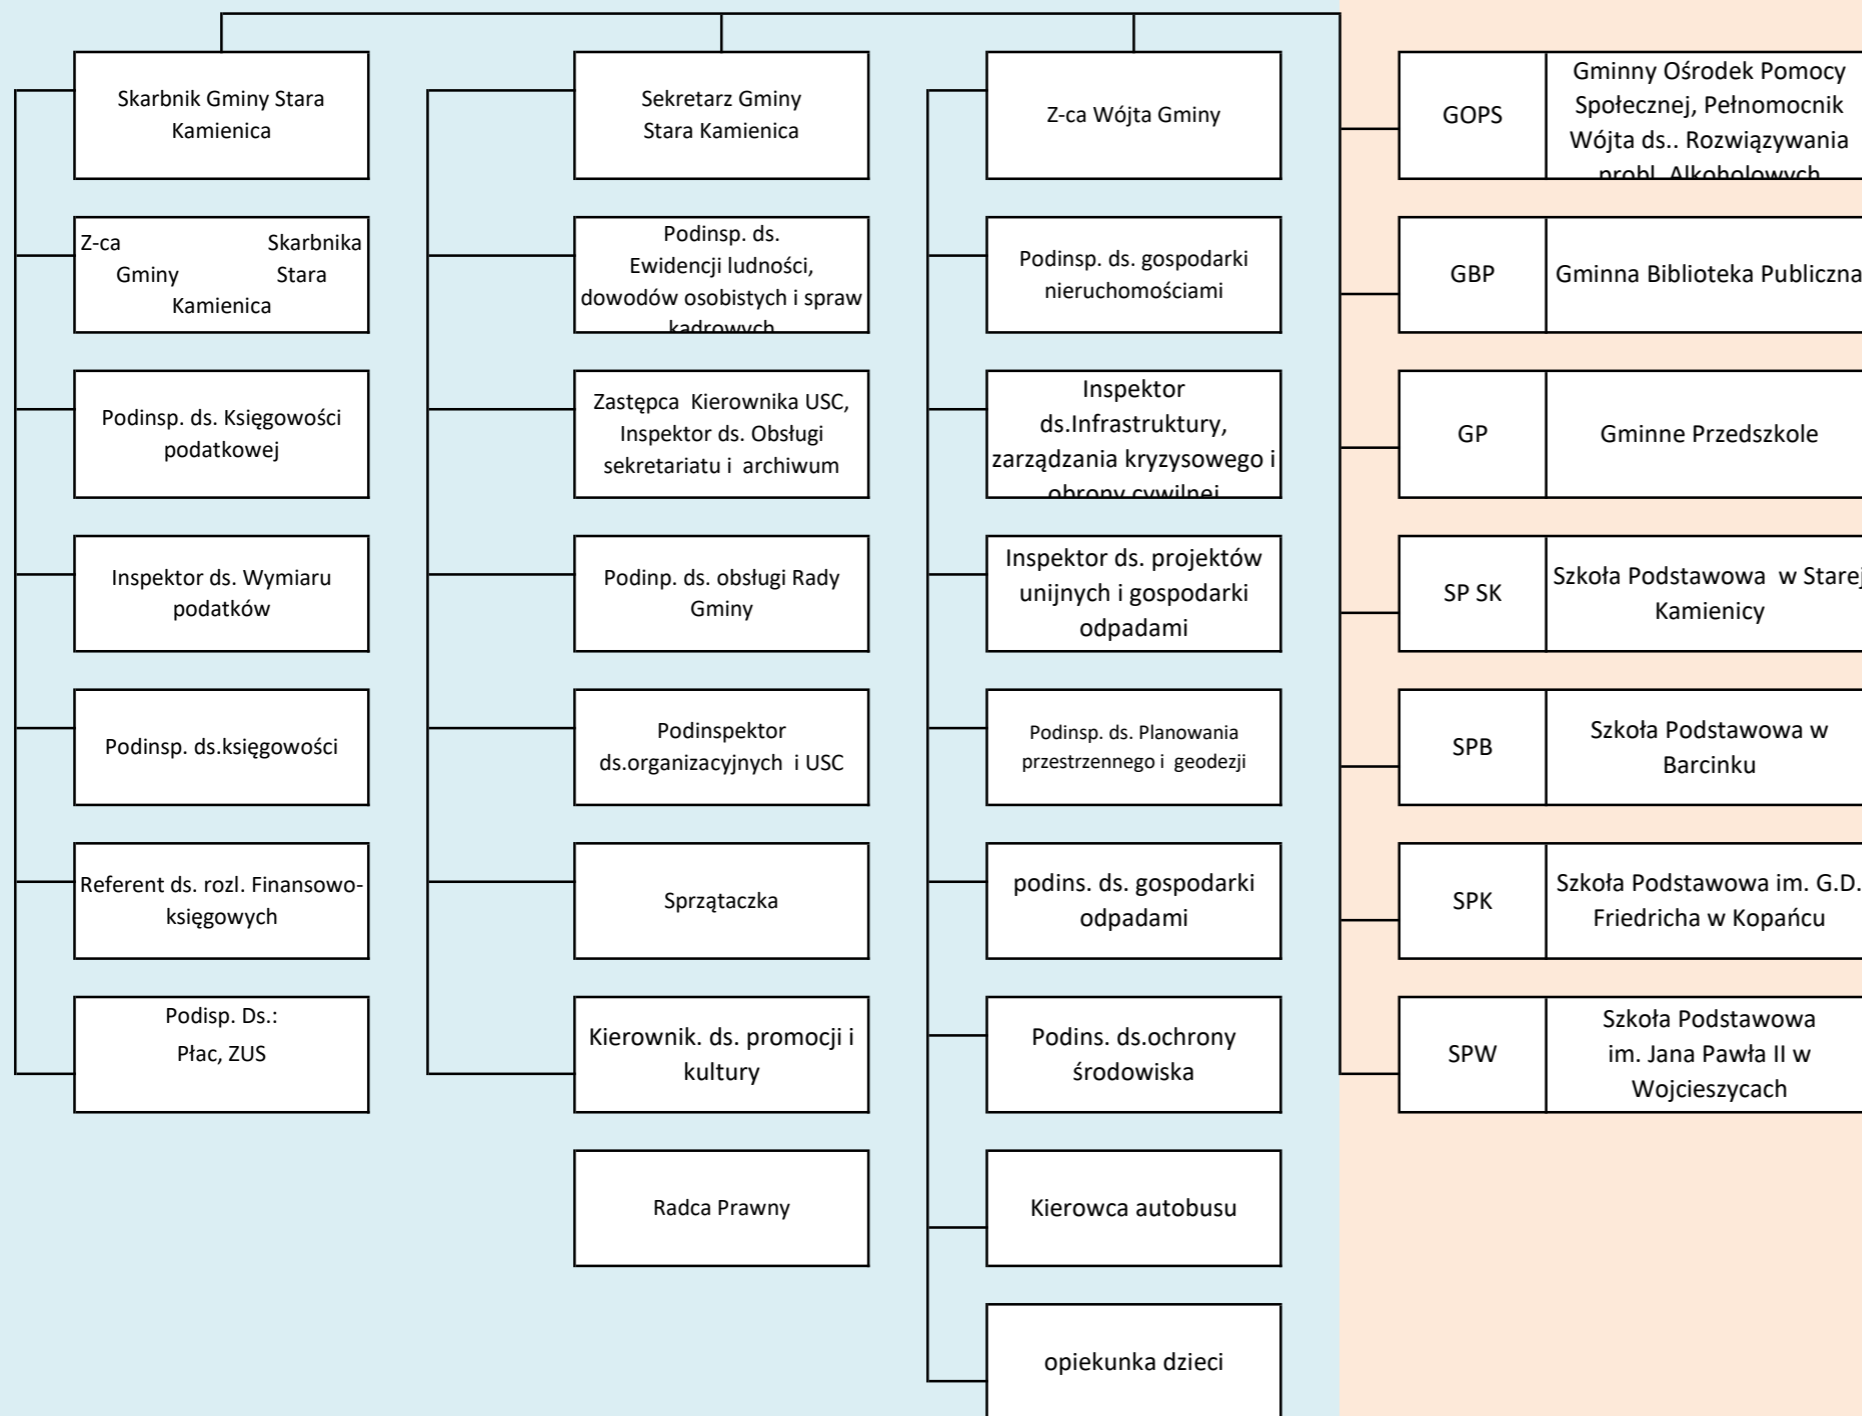 Skarbnik Gminy Stara
Kamienica
Z-ca Skarbnika
Gminy Stara
Kamienica
Podinsp. ds. Księgowości
podatkowej
Inspektor ds. Wymiaru
podatków
Podinsp. ds.księgowości
Referent ds. rozl. Finansowo-
księgowych
Podisp. Ds.:
Płac, ZUS
Sekretarz Gminy
Stara Kamienica
Podinsp. ds.
Ewidencji ludności,
dowodów osobistych i spraw
kadrowych
Zastępca Kierownika USC,
Inspektor ds. Obsługi
sekretariatu i archiwum
Podinp. ds. obsługi Rady
Gminy
Podinspektor
ds.organizacyjnych i USC
Sprzątaczka
Kierownik. ds. promocji i
kultury
Radca Prawny
Z-ca Wójta Gminy
Podinsp. ds. gospodarki
nieruchomościami
Inspektor
ds.Infrastruktury,
zarządzania kryzysowego i
obrony cywilnej
Inspektor ds. projektów
unijnych i gospodarki
odpadami
Podinsp. ds. Planowania
przestrzennego i geodezji
podins. ds. gospodarki
odpadami
Podins. ds.ochrony
środowiska
Kierowca autobusu
opiekunka dzieci
GOPS
Gminny Ośrodek Pomocy
Społecznej, Pełnomocnik
Wójta ds.. Rozwiązywania
probl. Alkoholowych
GBP
Gminna Biblioteka Publiczna
GP
Gminne Przedszkole
SP SK
Szkoła Podstawowa w Starej
Kamienicy
SPB
Szkoła Podstawowa w
Barcinku
SPK
Szkoła Podstawowa im. G.D.
Friedricha w Kopańcu
SPW
Szkoła Podstawowa
im. Jana Pawła II w
Wojcieszycach